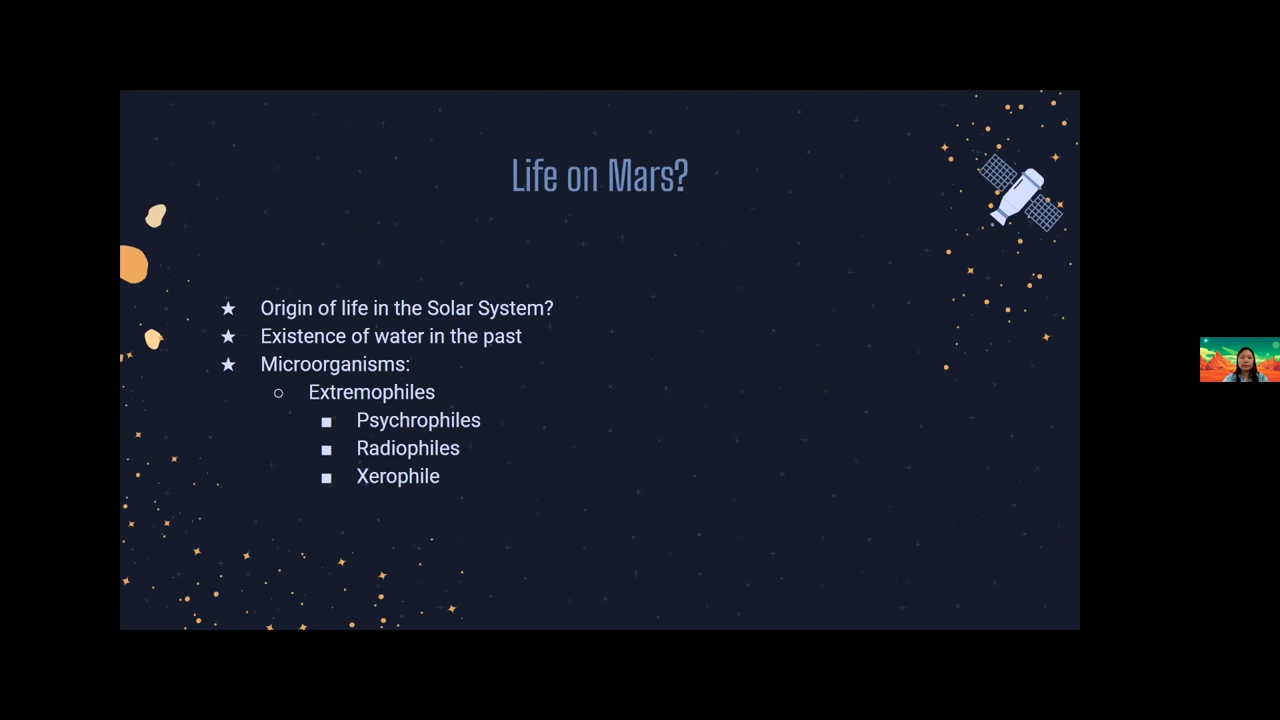 Life on Mars?
★ Origin of life in the Solar System?
★ Existence of water in the past
★ Microorganisms:
○ Extremophiles
■ Psychrophiles
■ Radiophiles
■ Xerophile